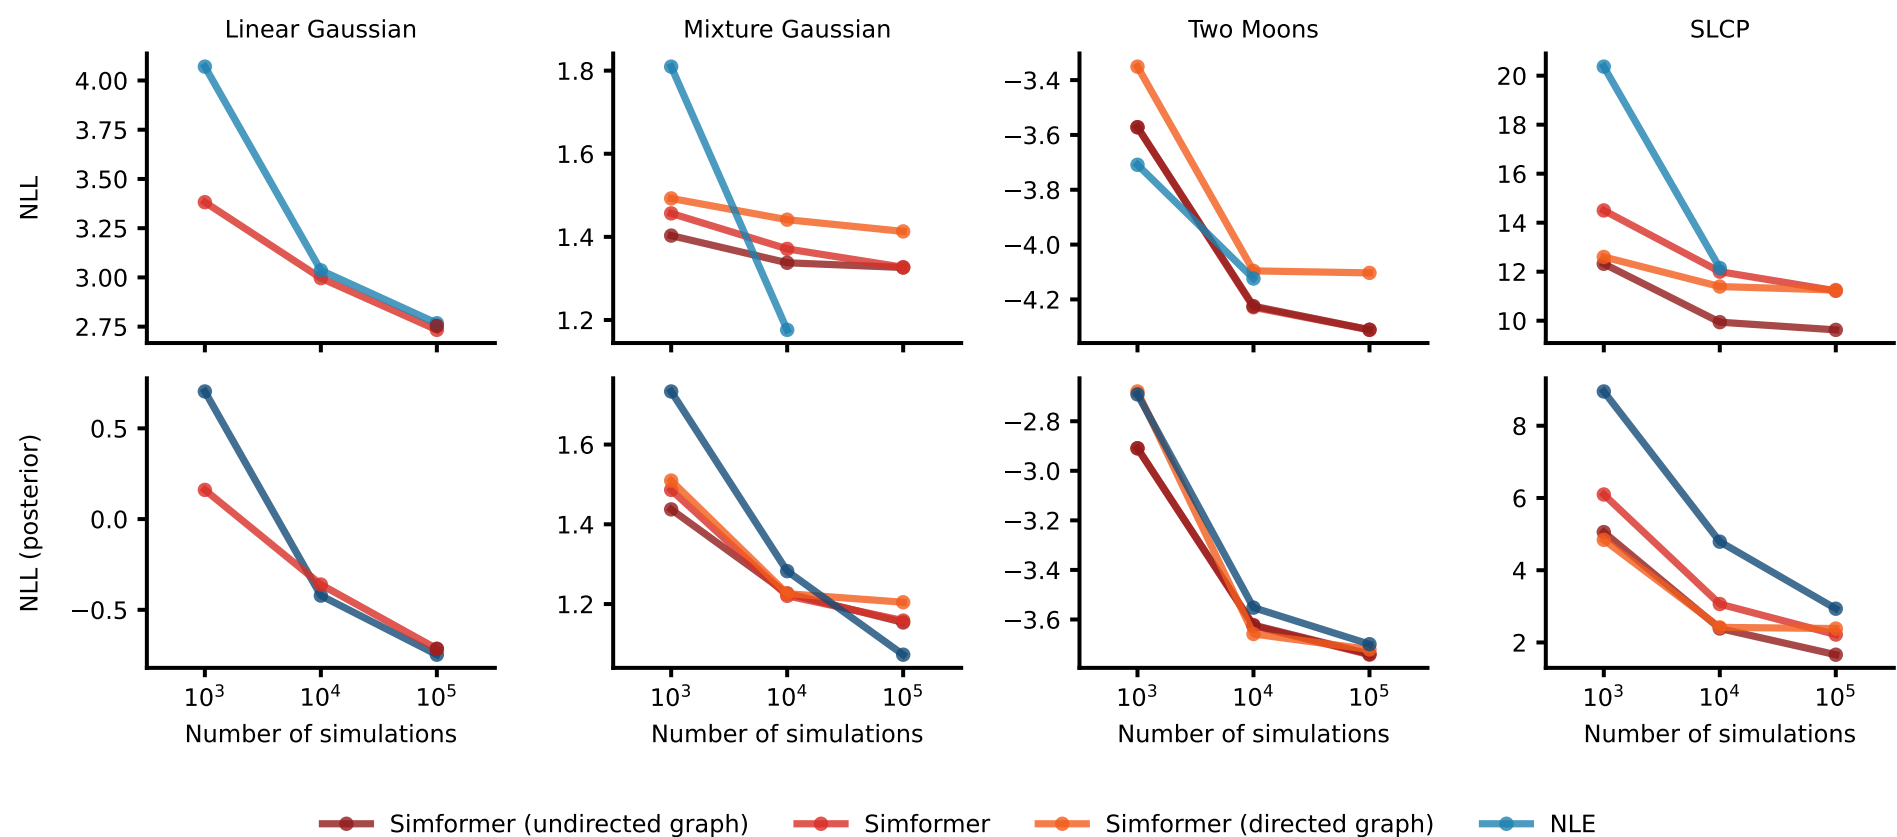 Linear Gaussian
Mixture Gaussian
Two Moons
SLCP
NLL
4.00
3.75
3.50
3.25
3.00
2.75
1.8
1.6
1.4
1.2
−3.4
−3.6
−3.8
−4.0
−4.2
20
18
16
14
12
10
NLL (posterior)
0.5
0.0
−0.5
1.6
1.4
1.2
−2.8
−3.0
−3.2
−3.4
−3.6
8
6
4
2
10³ 10⁴ 10⁵
10³ 10⁴ 10⁵
10³ 10⁴ 10⁵
10³ 10⁴ 10⁵
Number of simulations
Number of simulations
Number of simulations
Number of simulations
Simformer (undirected graph)
Simformer
Simformer (directed graph)
NLE